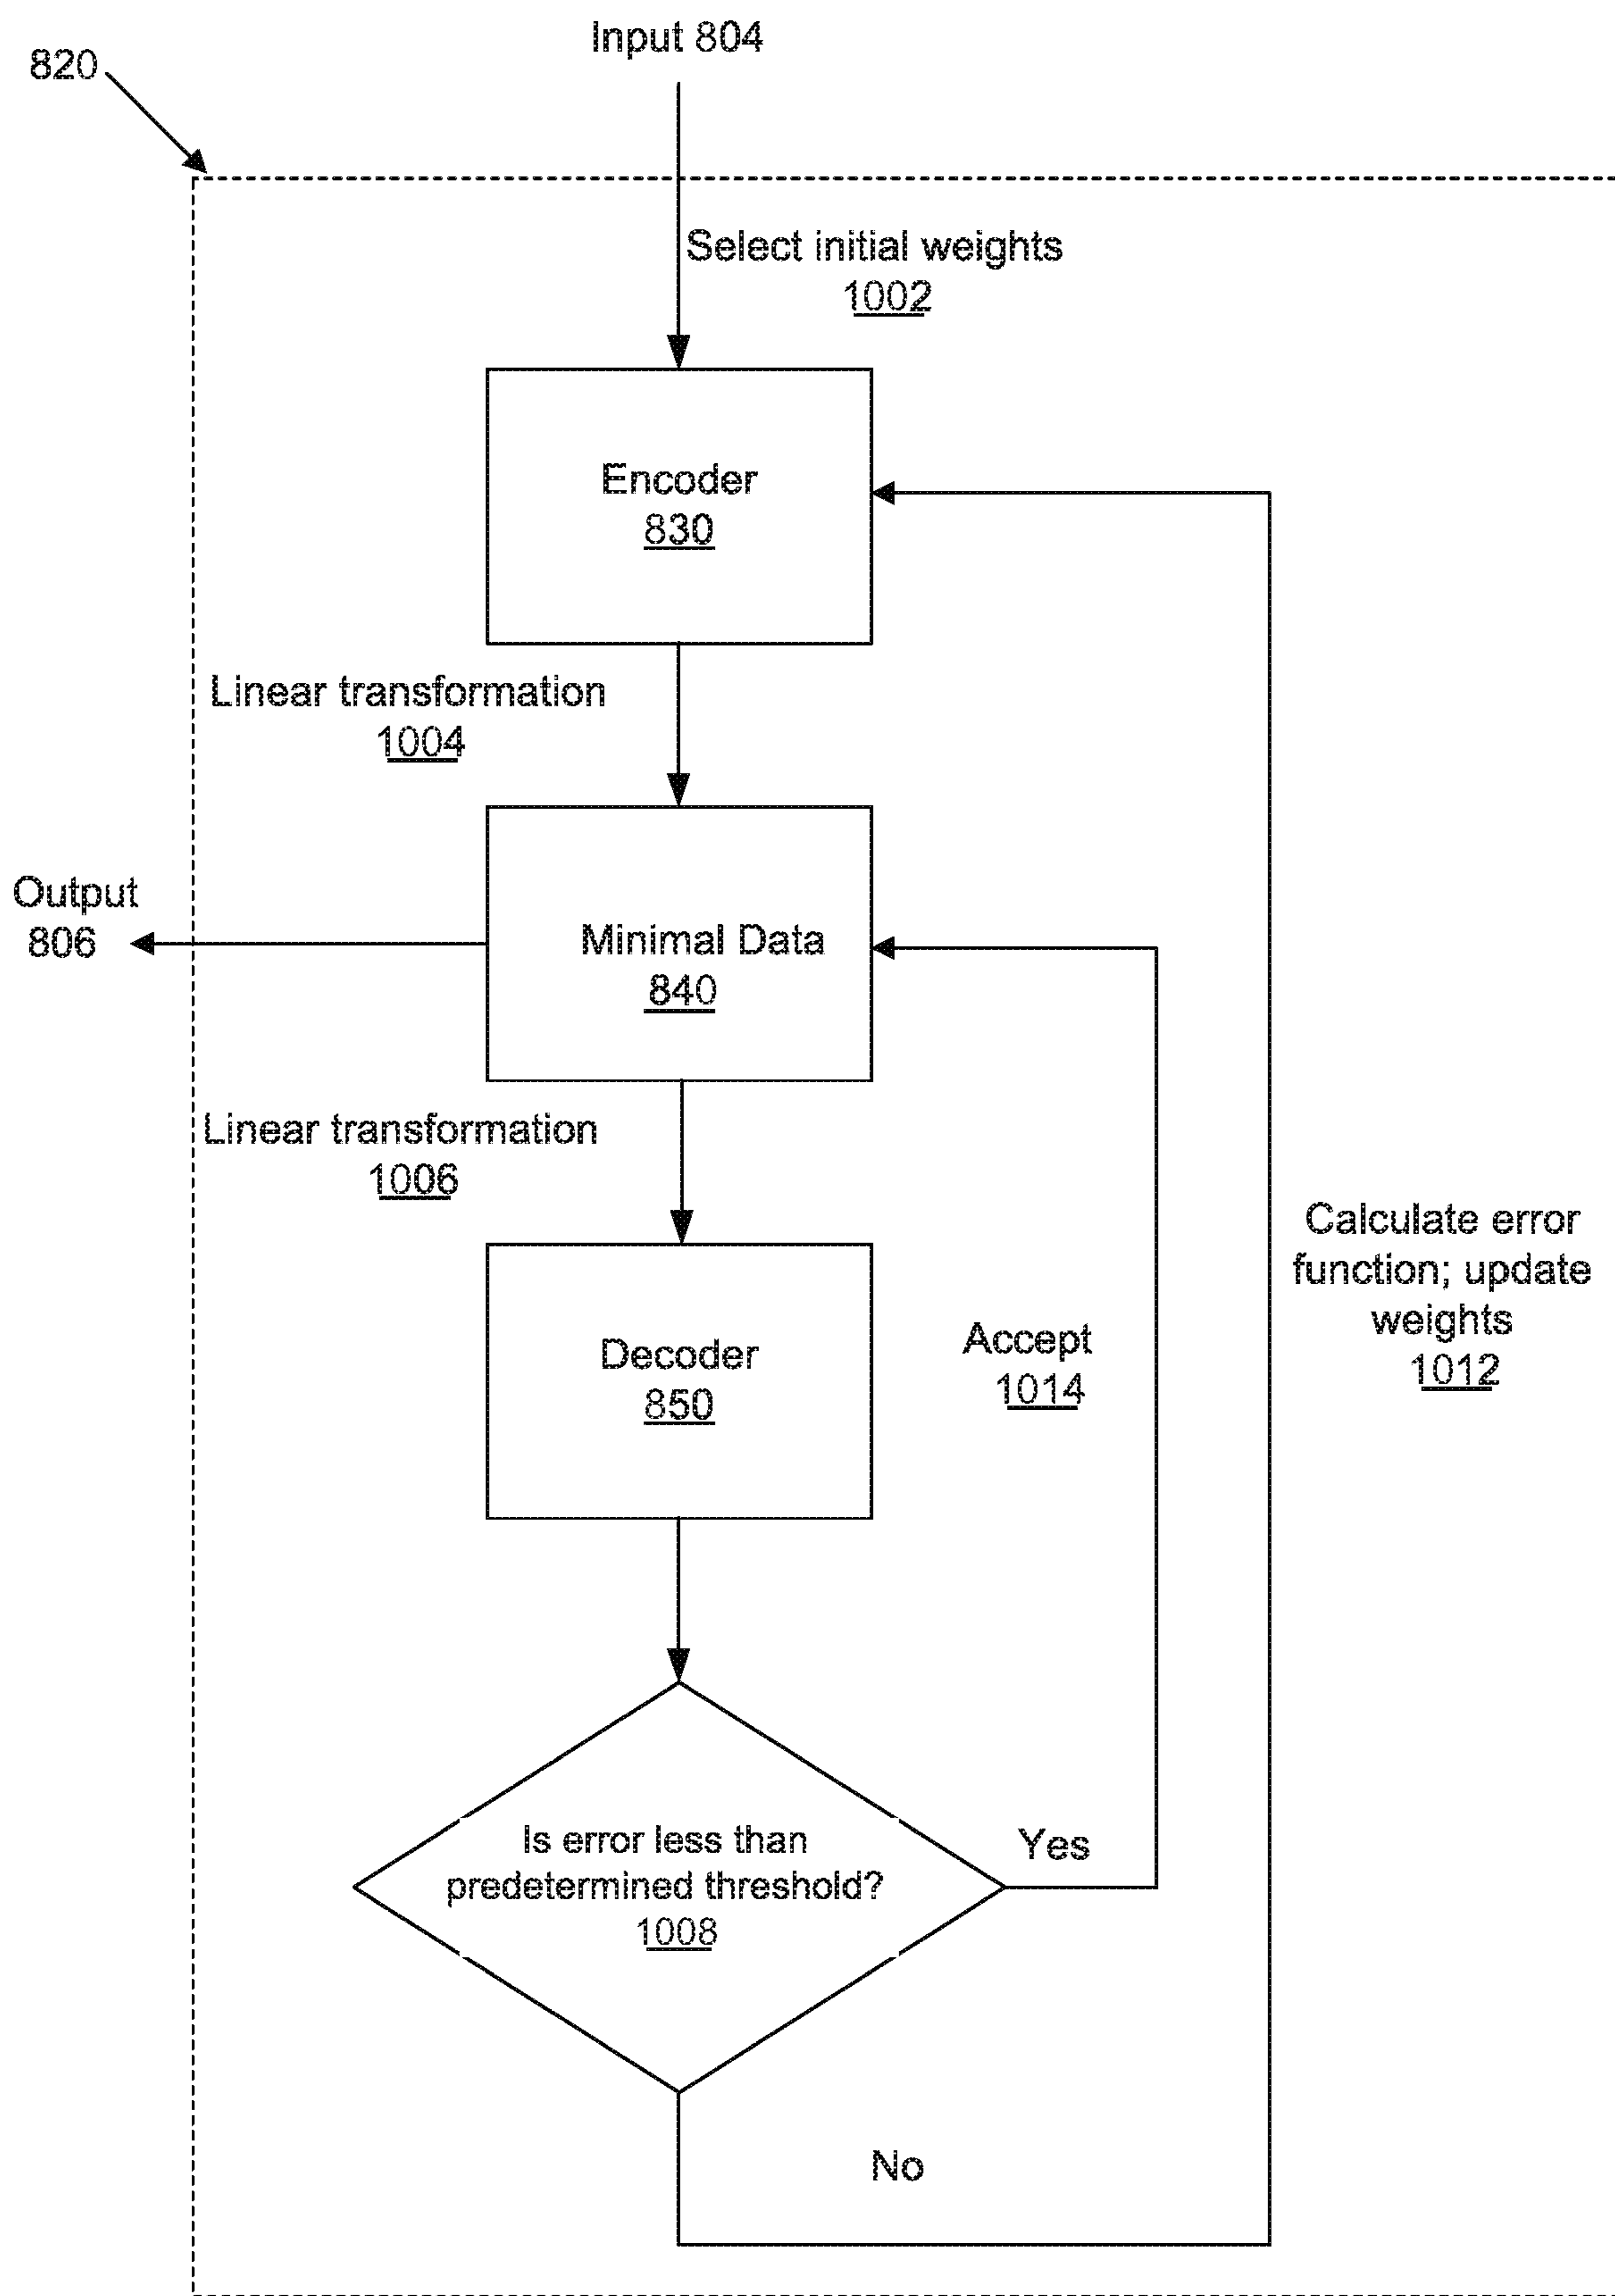 Input 804
820
Select initial weights
1002
Encoder
830
Linear transformation
1004
Output
806
Minimal Data
840
Linear transformation
1006
Calculate error
function; update
weights
1012
Accept
1014
Decoder
850
Is error less than
predetermined threshold?
1008
Yes
No